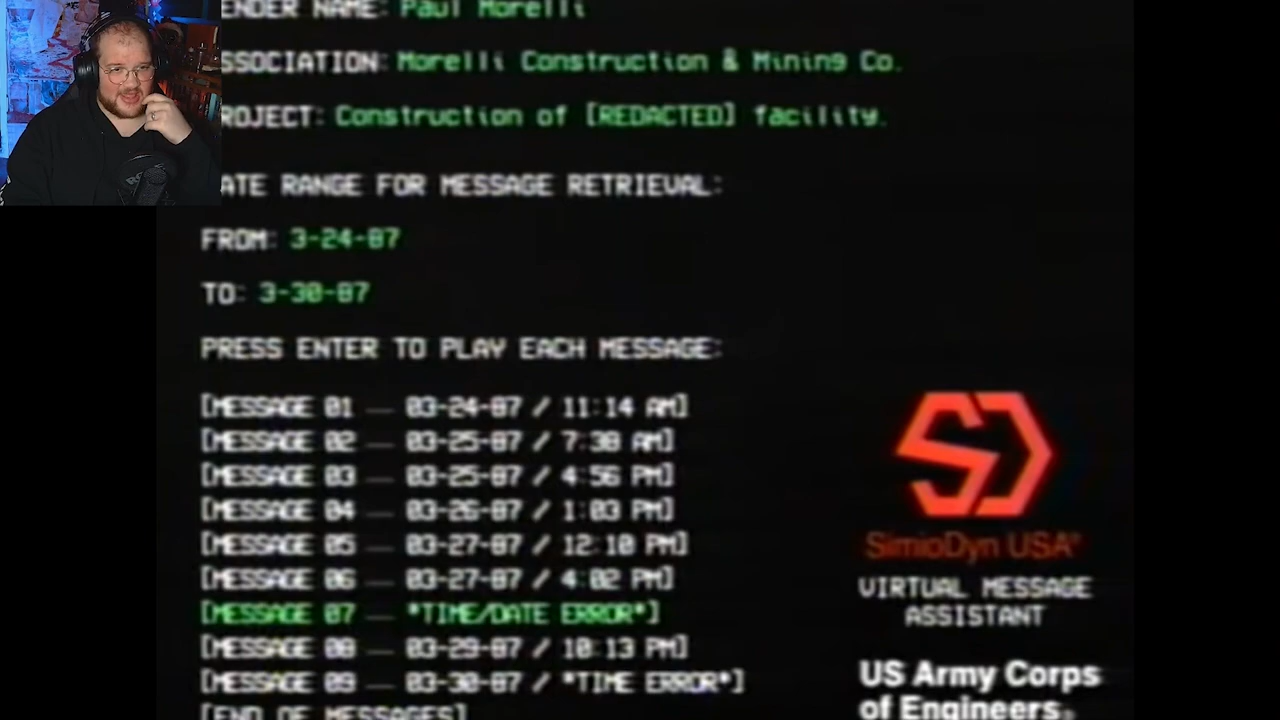 ENDER NAME: Paul Morelli
SSOCIATION: Morelli Construction & Mining Co.
ROJECT: Construction of [REDACTED] facility.
ATE RANGE FOR MESSAGE RETRIEVAL:
FROM: 3-24-87
TO: 3-30-87
PRESS ENTER TO PLAY EACH MESSAGE:
[MESSAGE 01 — 03-24-87 / 11:14 AM]
[MESSAGE 02 — 03-25-87 / 7:38 AM]
[MESSAGE 03 — 03-25-87 / 4:56 PM]
[MESSAGE 04 — 03-26-87 / 1:03 PM]
[MESSAGE 05 — 03-27-87 / 12:10 PM]
[MESSAGE 06 — 03-27-87 / 4:02 PM]
[MESSAGE 07 — *TIME/DATE ERROR*]
[MESSAGE 08 — 03-29-87 / 10:13 PM]
[MESSAGE 09 — 03-30-87 / *TIME ERROR*]
[END OF MESSAGES]
SD
SimioDyn USA®
VIRTUAL MESSAGE
ASSISTANT
US Army Corps
of Engineers®